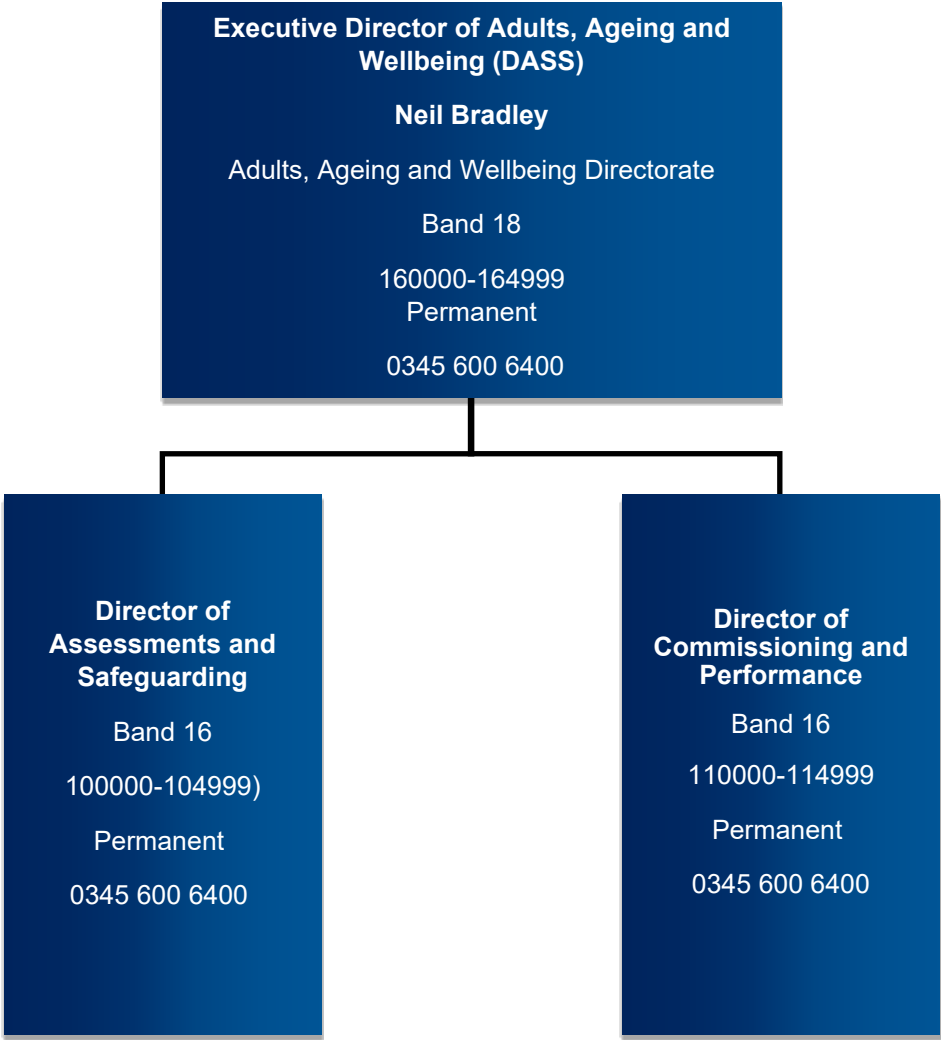 Executive Director of Adults, Ageing and
Wellbeing (DASS)
Neil Bradley
Adults, Ageing and Wellbeing Directorate
Band 18
160000-164999
Permanent
0345 600 6400
Director of
Assessments and
Safeguarding
Band 16
100000-104999)
Permanent
0345 600 6400
Director of
Commissioning and
Performance
Band 16
110000-114999
Permanent
0345 600 6400